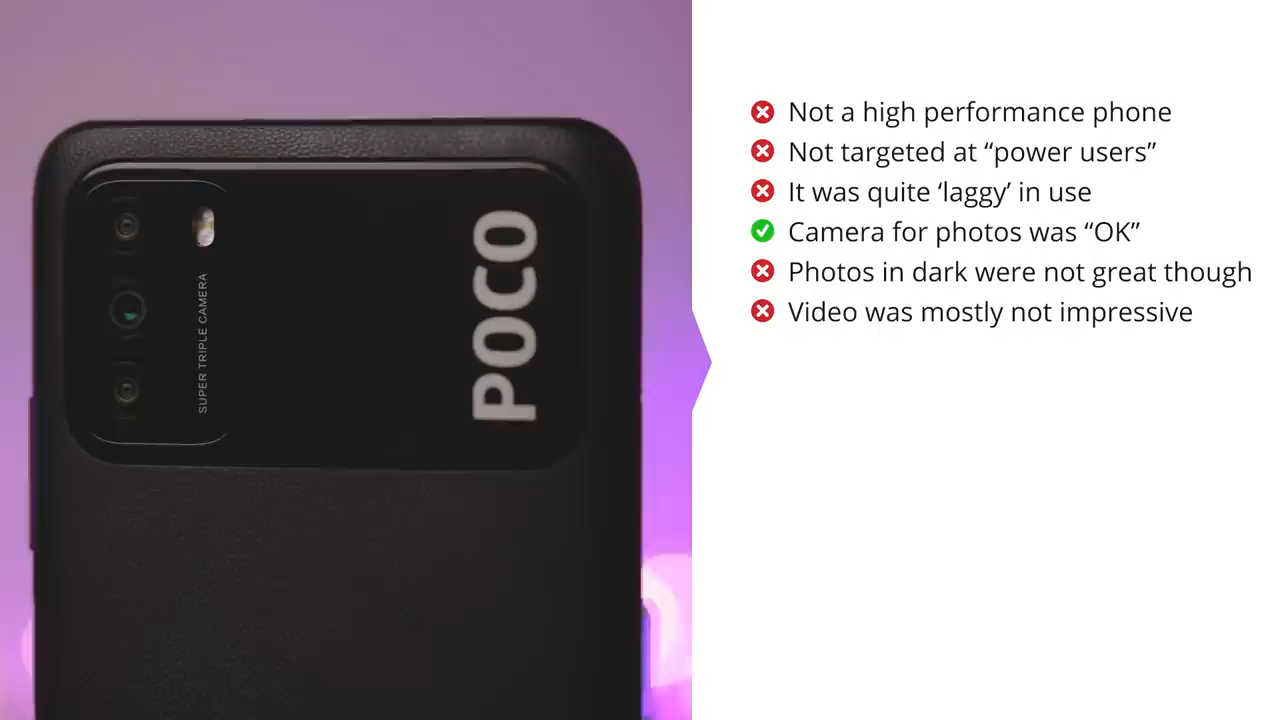 SUPER TRIPLE CAMERA
POCO
Not a high performance phone
Not targeted at “power users”
It was quite ‘laggy’ in use
Camera for photos was “OK”
Photos in dark were not great though
Video was mostly not impressive